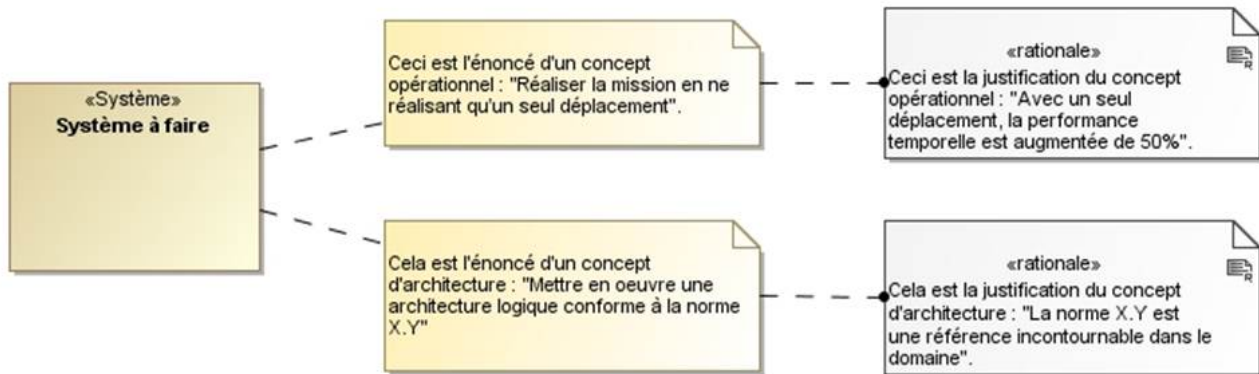 «Système»
Système à faire
Ceci est l'énoncé d'un concept
opérationnel : "Réaliser la mission en ne
réalisant qu'un seul déplacement".
«rationale»
Ceci est la justification du concept
opérationnel : "Avec un seul
déplacement, la performance
temporelle est augmentée de 50%".
Cela est l'énoncé d'un concept
d'architecture : "Mettre en oeuvre une
architecture logique conforme à la norme
X.Y"
«rationale»
Cela est la justification du concept
d'architecture : "La norme X.Y est
une référence incontournable dans le
domaine".